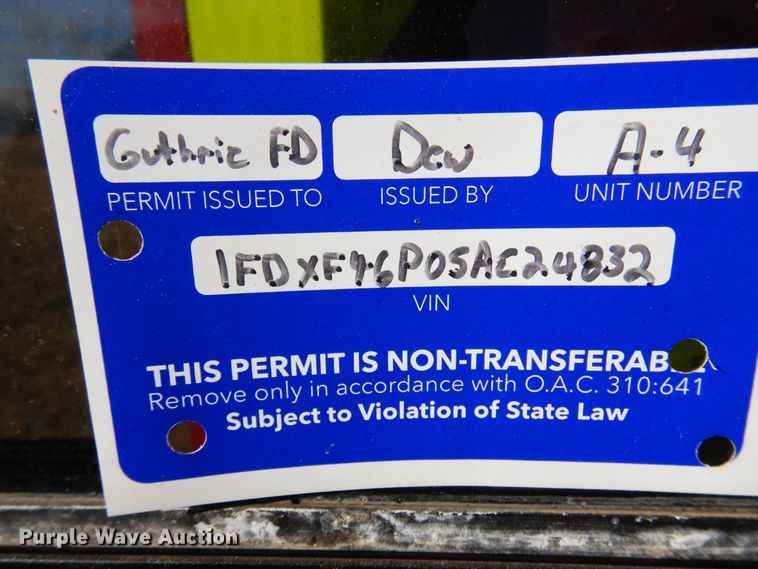 Guthrie FD Dcw A-4
PERMIT ISSUED TO ISSUED BY UNIT NUMBER
1FDXF46P05AC24832
VIN
THIS PERMIT IS NON-TRANSFERAB
Remove only in accordance with O.A.C. 310:641
Subject to Violation of State Law
Purple Wave Auction